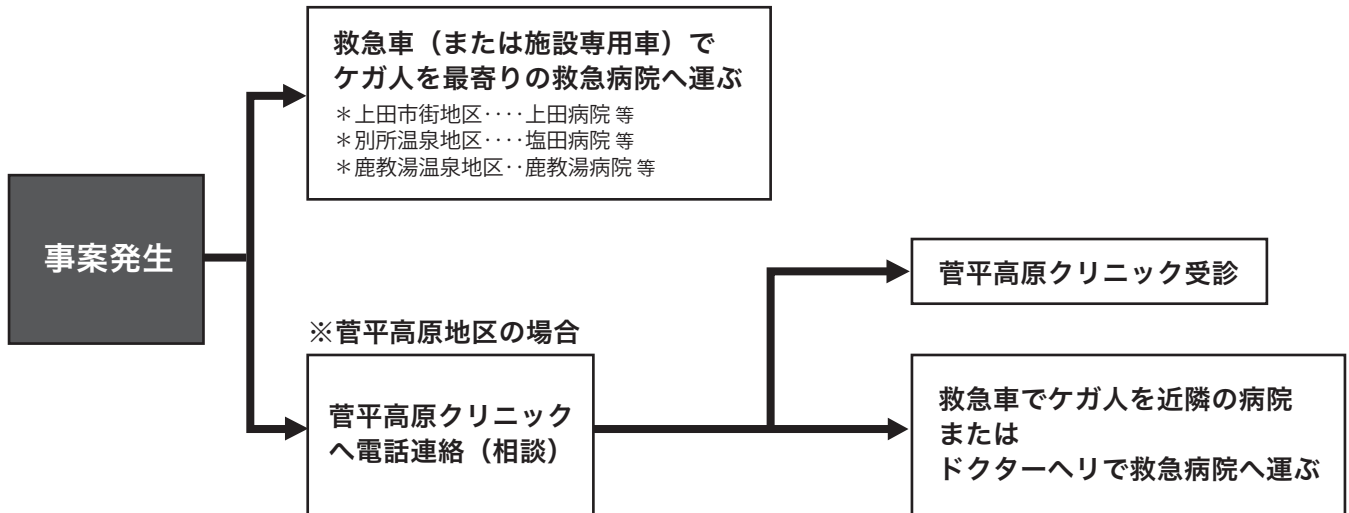 救急車（または施設専用車）で
ケガ人を最寄りの救急病院へ運ぶ
＊上田市街地区‥‥上田病院 等
＊別所温泉地区‥‥塩田病院 等
＊鹿教湯温泉地区‥鹿教湯病院 等
事案発生
※菅平高原地区の場合
菅平高原クリニック
へ電話連絡（相談）
菅平高原クリニック受診
救急車でケガ人を近隣の病院
または
ドクターヘリで救急病院へ運ぶ